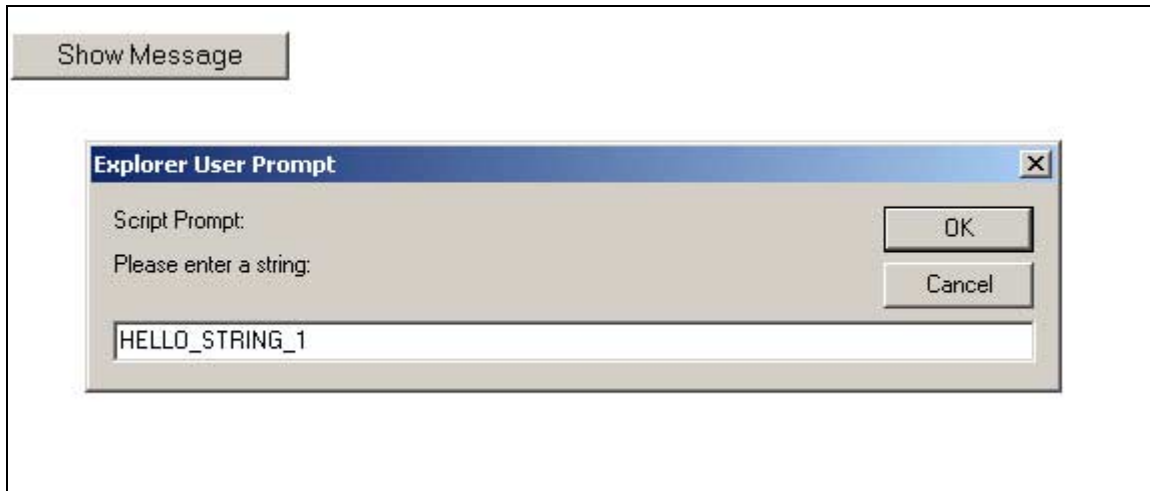 Show Message
Explorer User Prompt
Script Prompt:
OK
Please enter a string:
Cancel
HELLO_STRING_1